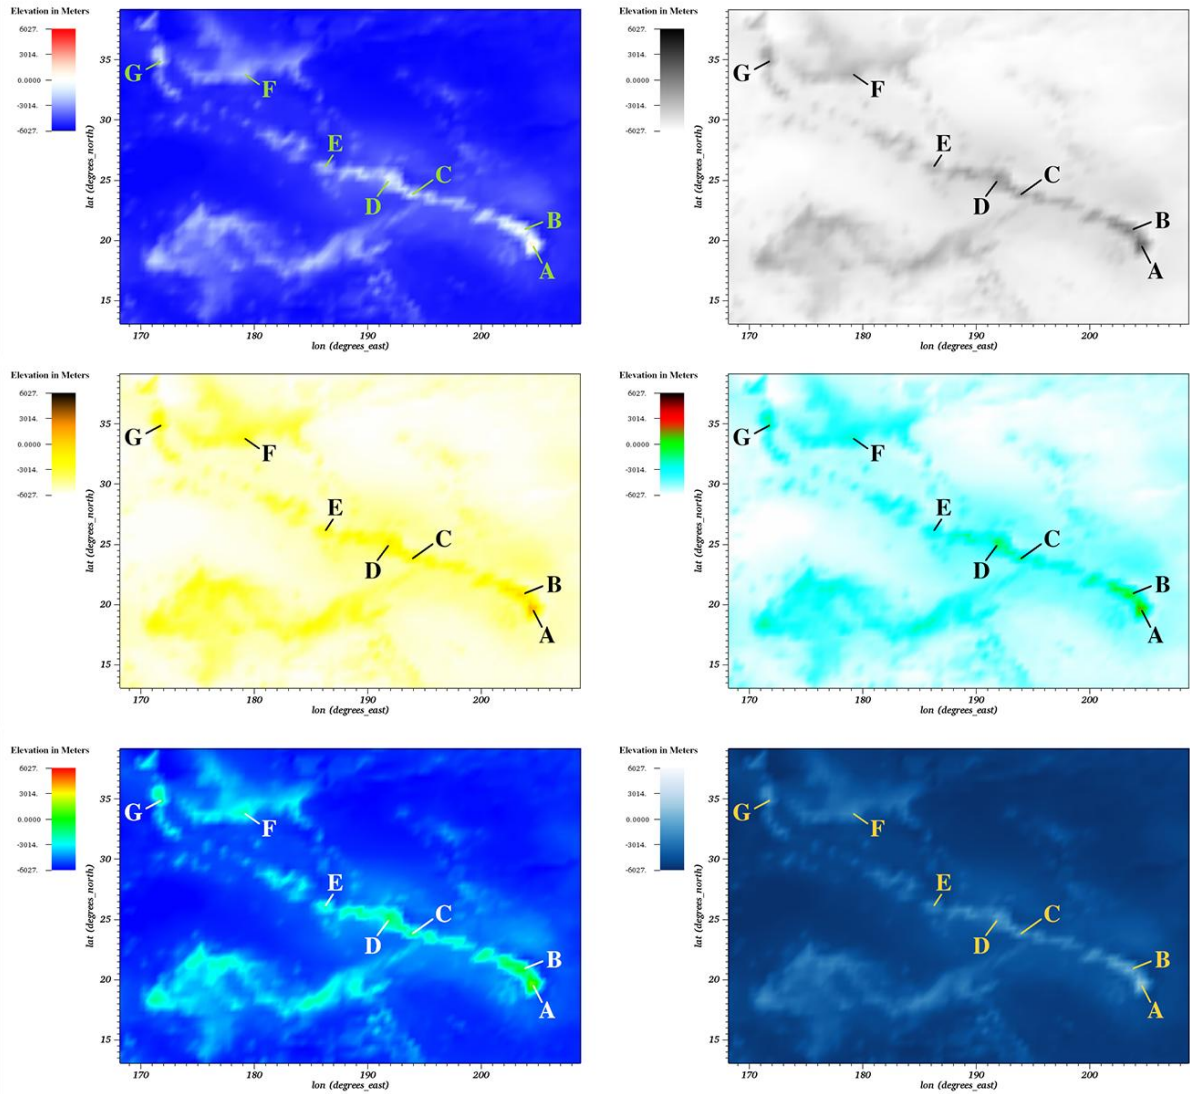 Elevation in Meters
6027.
3014.
0.0000
-3014.
-6027.
lat (degrees_north)
35
30
25
20
15
G
F
E
D
C
B
A
170
180
190
200
lon (degrees_east)
Elevation in Meters
6027.
3014.
0.0000
-3014.
-6027.
lat (degrees_north)
35
30
25
20
15
G
F
E
D
C
B
A
170
180
190
200
lon (degrees_east)
Elevation in Meters
6027.
3014.
0.0000
-3014.
-6027.
lat (degrees_north)
35
30
25
20
15
G
F
E
D
C
B
A
170
180
190
200
lon (degrees_east)
Elevation in Meters
6027.
3014.
0.0000
-3014.
-6027.
lat (degrees_north)
35
30
25
20
15
G
F
E
D
C
B
A
170
180
190
200
lon (degrees_east)
Elevation in Meters
6027.
3014.
0.0000
-3014.
-6027.
lat (degrees_north)
35
30
25
20
15
G
F
E
D
C
B
A
170
180
190
200
lon (degrees_east)
Elevation in Meters
6027.
3014.
0.0000
-3014.
-6027.
lat (degrees_north)
35
30
25
20
15
G
F
E
D
C
B
A
170
180
190
200
lon (degrees_east)